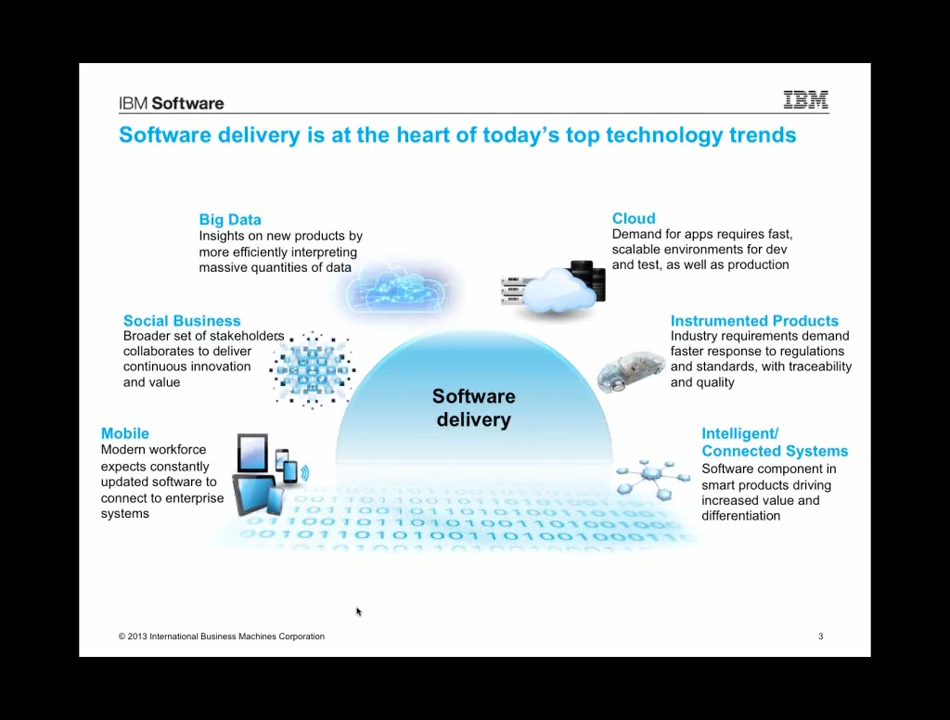 IBM Software
IBM
Software delivery is at the heart of today's top technology trends
Big Data
Insights on new products by
more efficiently interpreting
massive quantities of data
Cloud
Demand for apps requires fast,
scalable environments for dev
and test, as well as production
Social Business
Broader set of stakeholders
collaborates to deliver
continuous innovation
and value
Instrumented Products
Industry requirements demand
faster response to regulations
and standards, with traceability
and quality
Software
delivery
Mobile
Modern workforce
expects constantly
updated software to
connect to enterprise
systems
Intelligent/
Connected Systems
Software component in
smart products driving
increased value and
differentiation
© 2013 International Business Machines Corporation
3